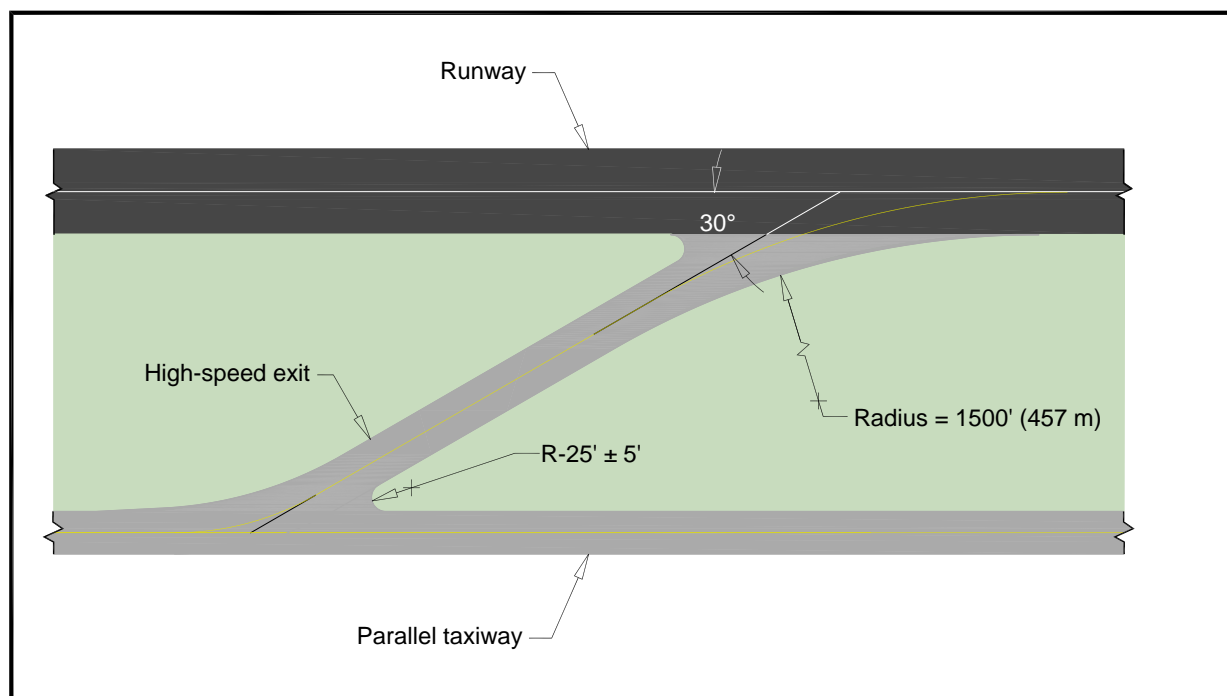 Runway
30°
High-speed exit
Radius = 1500' (457 m)
R-25' ± 5'
Parallel taxiway